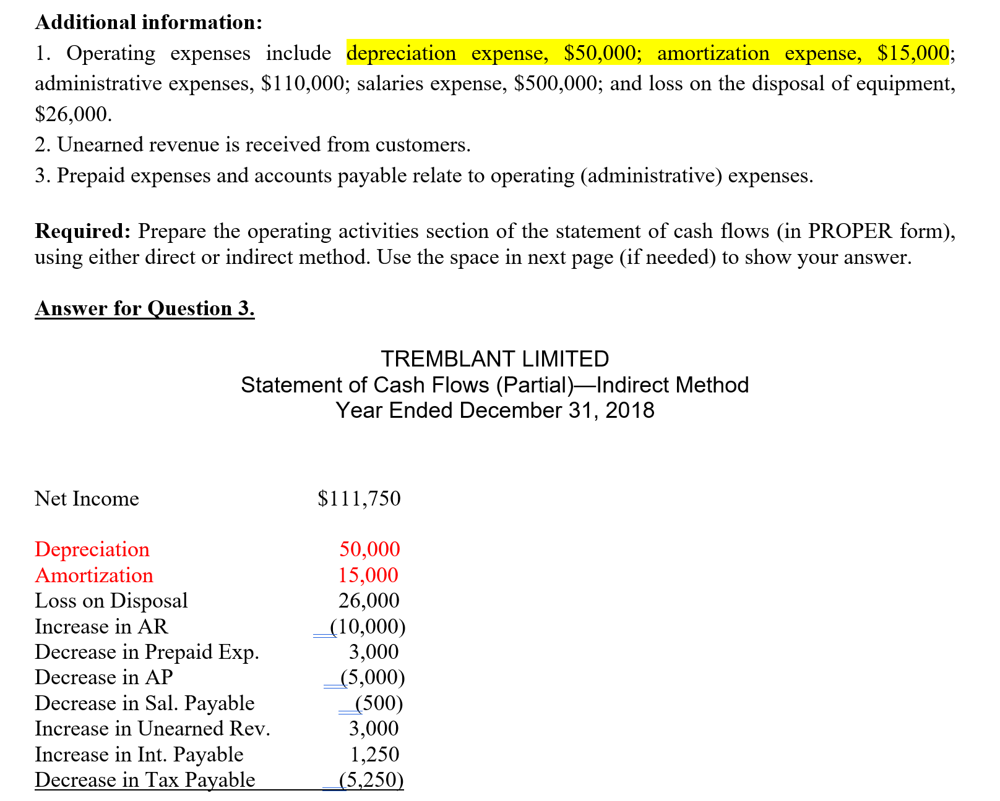 Additional information:
1. Operating expenses include depreciation expense, $50,000; amortization expense, $15,000;
administrative expenses, $110,000; salaries expense, $500,000; and loss on the disposal of equipment,
$26,000.
2. Unearned revenue is received from customers.
3. Prepaid expenses and accounts payable relate to operating (administrative) expenses.
Required: Prepare the operating activities section of the statement of cash flows (in PROPER form),
using either direct or indirect method. Use the space in next page (if needed) to show your answer.
Answer for Question 3.
TREMBLANT LIMITED
Statement of Cash Flows (Partial)—Indirect Method
Year Ended December 31, 2018
Net Income $111,750
Depreciation 50,000
Amortization 15,000
Loss on Disposal 26,000
Increase in AR (10,000)
Decrease in Prepaid Exp. 3,000
Decrease in AP (5,000)
Decrease in Sal. Payable (500)
Increase in Unearned Rev. 3,000
Increase in Int. Payable 1,250
Decrease in Tax Payable (5,250)